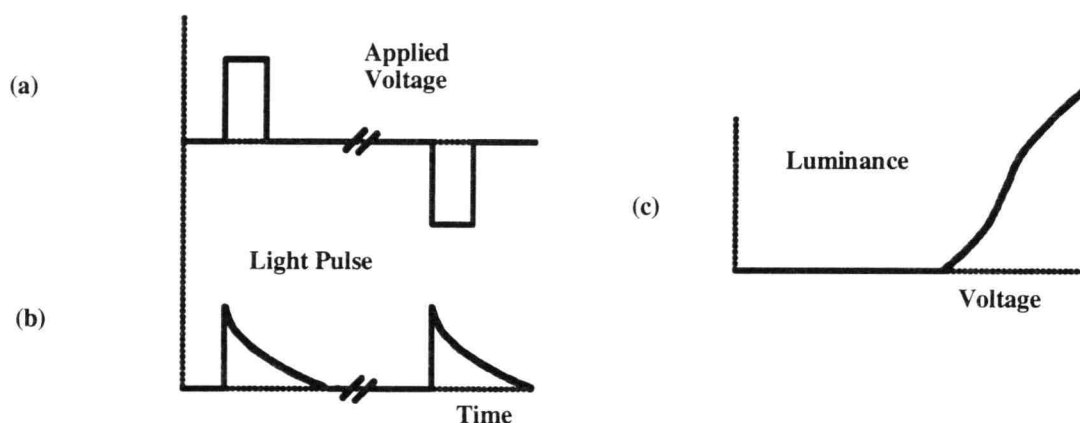 (a)
Applied
Voltage
Light Pulse
(b)
Time
(c)
Luminance
Voltage